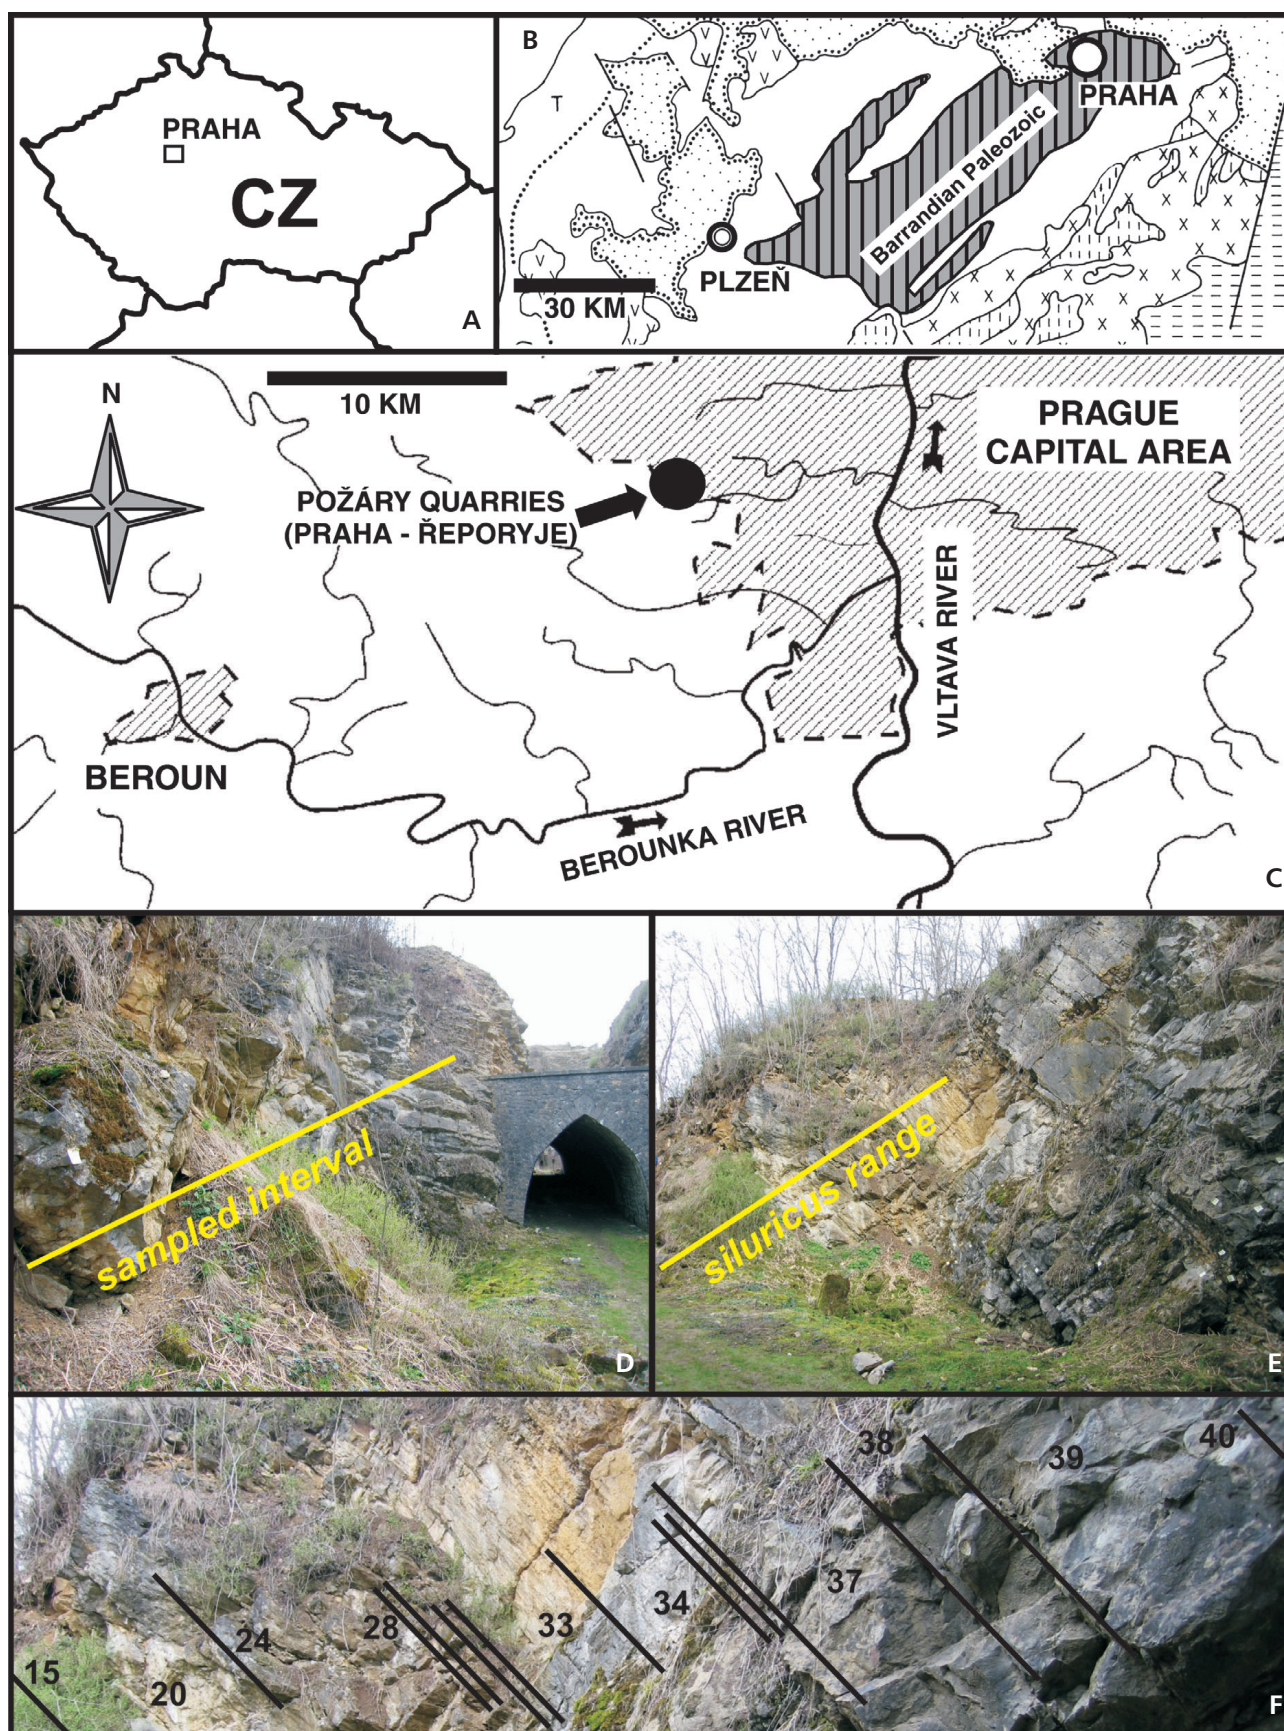 PRAHA
CZ
A
B
T
PRAHA
Barrandian Paleozoic
PLZEŇ
30 KM
N
10 KM
PRAGUE
CAPITAL AREA
POŽÁRY QUARRIES
(PRAHA - ŘEPORYJE)
VLTAVA RIVER
BEROUN
BEROUNKA RIVER
C
sampled interval
D
siluricus range
E
15
20
24
28
33
34
37
38
39
40
F